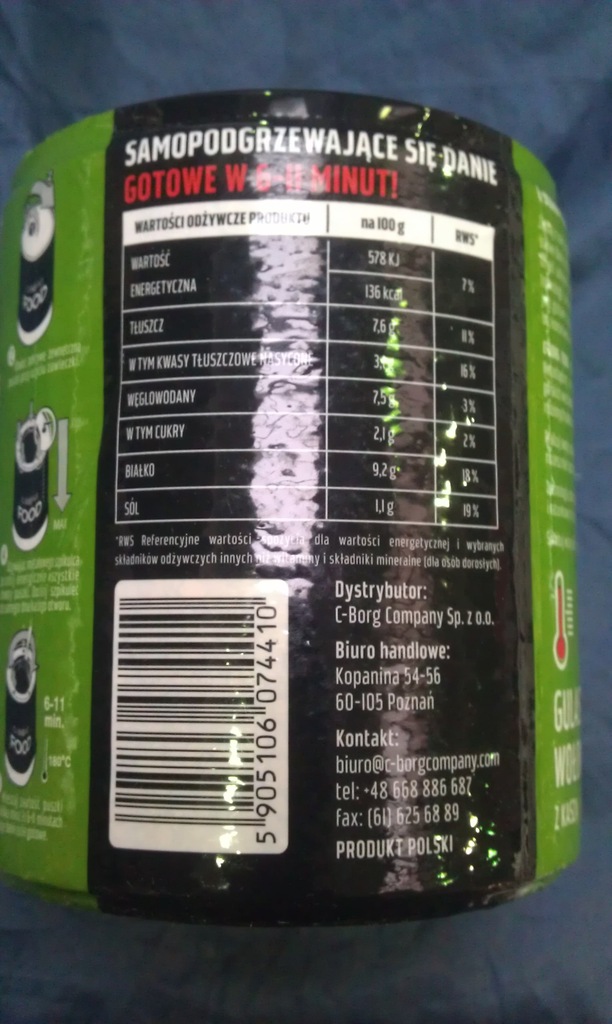 SAMOPODGRZEWAJĄCE SIĘ DANIE
GOTOWE W 6-11 MINUT!
WARTOŚCI ODŻYWCZE PRODUKTU na 100 g RWS*
WARTOŚĆ ENERGETYCZNA 578 KJ 136 kcal 7%
TŁUSZCZ 7,6 g 11%
W TYM KWASY TŁUSZCZOWE NASYCONE 16%
WĘGLOWODANY 7,5 g 3%
W TYM CUKRY 2,1 g 2%
BIAŁKO 9,2 g 18%
SÓL 1,1 g 19%
*RWS Referencyjne wartości spożycia dla wartości energetycznej i wybranych
składników odżywczych innych niż witaminy i składniki mineralne (dla osób dorosłych).
5 905106 074410
Dystrybutor:
C-Borg Company Sp. z o.o.
Biuro handlowe:
Kopanina 54-56
60-105 Poznań
Kontakt:
biuro@c-borgcompany.com
tel: +48 668 886 687
fax: (61) 625 68 89
PRODUKT POLSKI
FOOD
FOOD
MAX
6-11
min.
180°C
FOOD